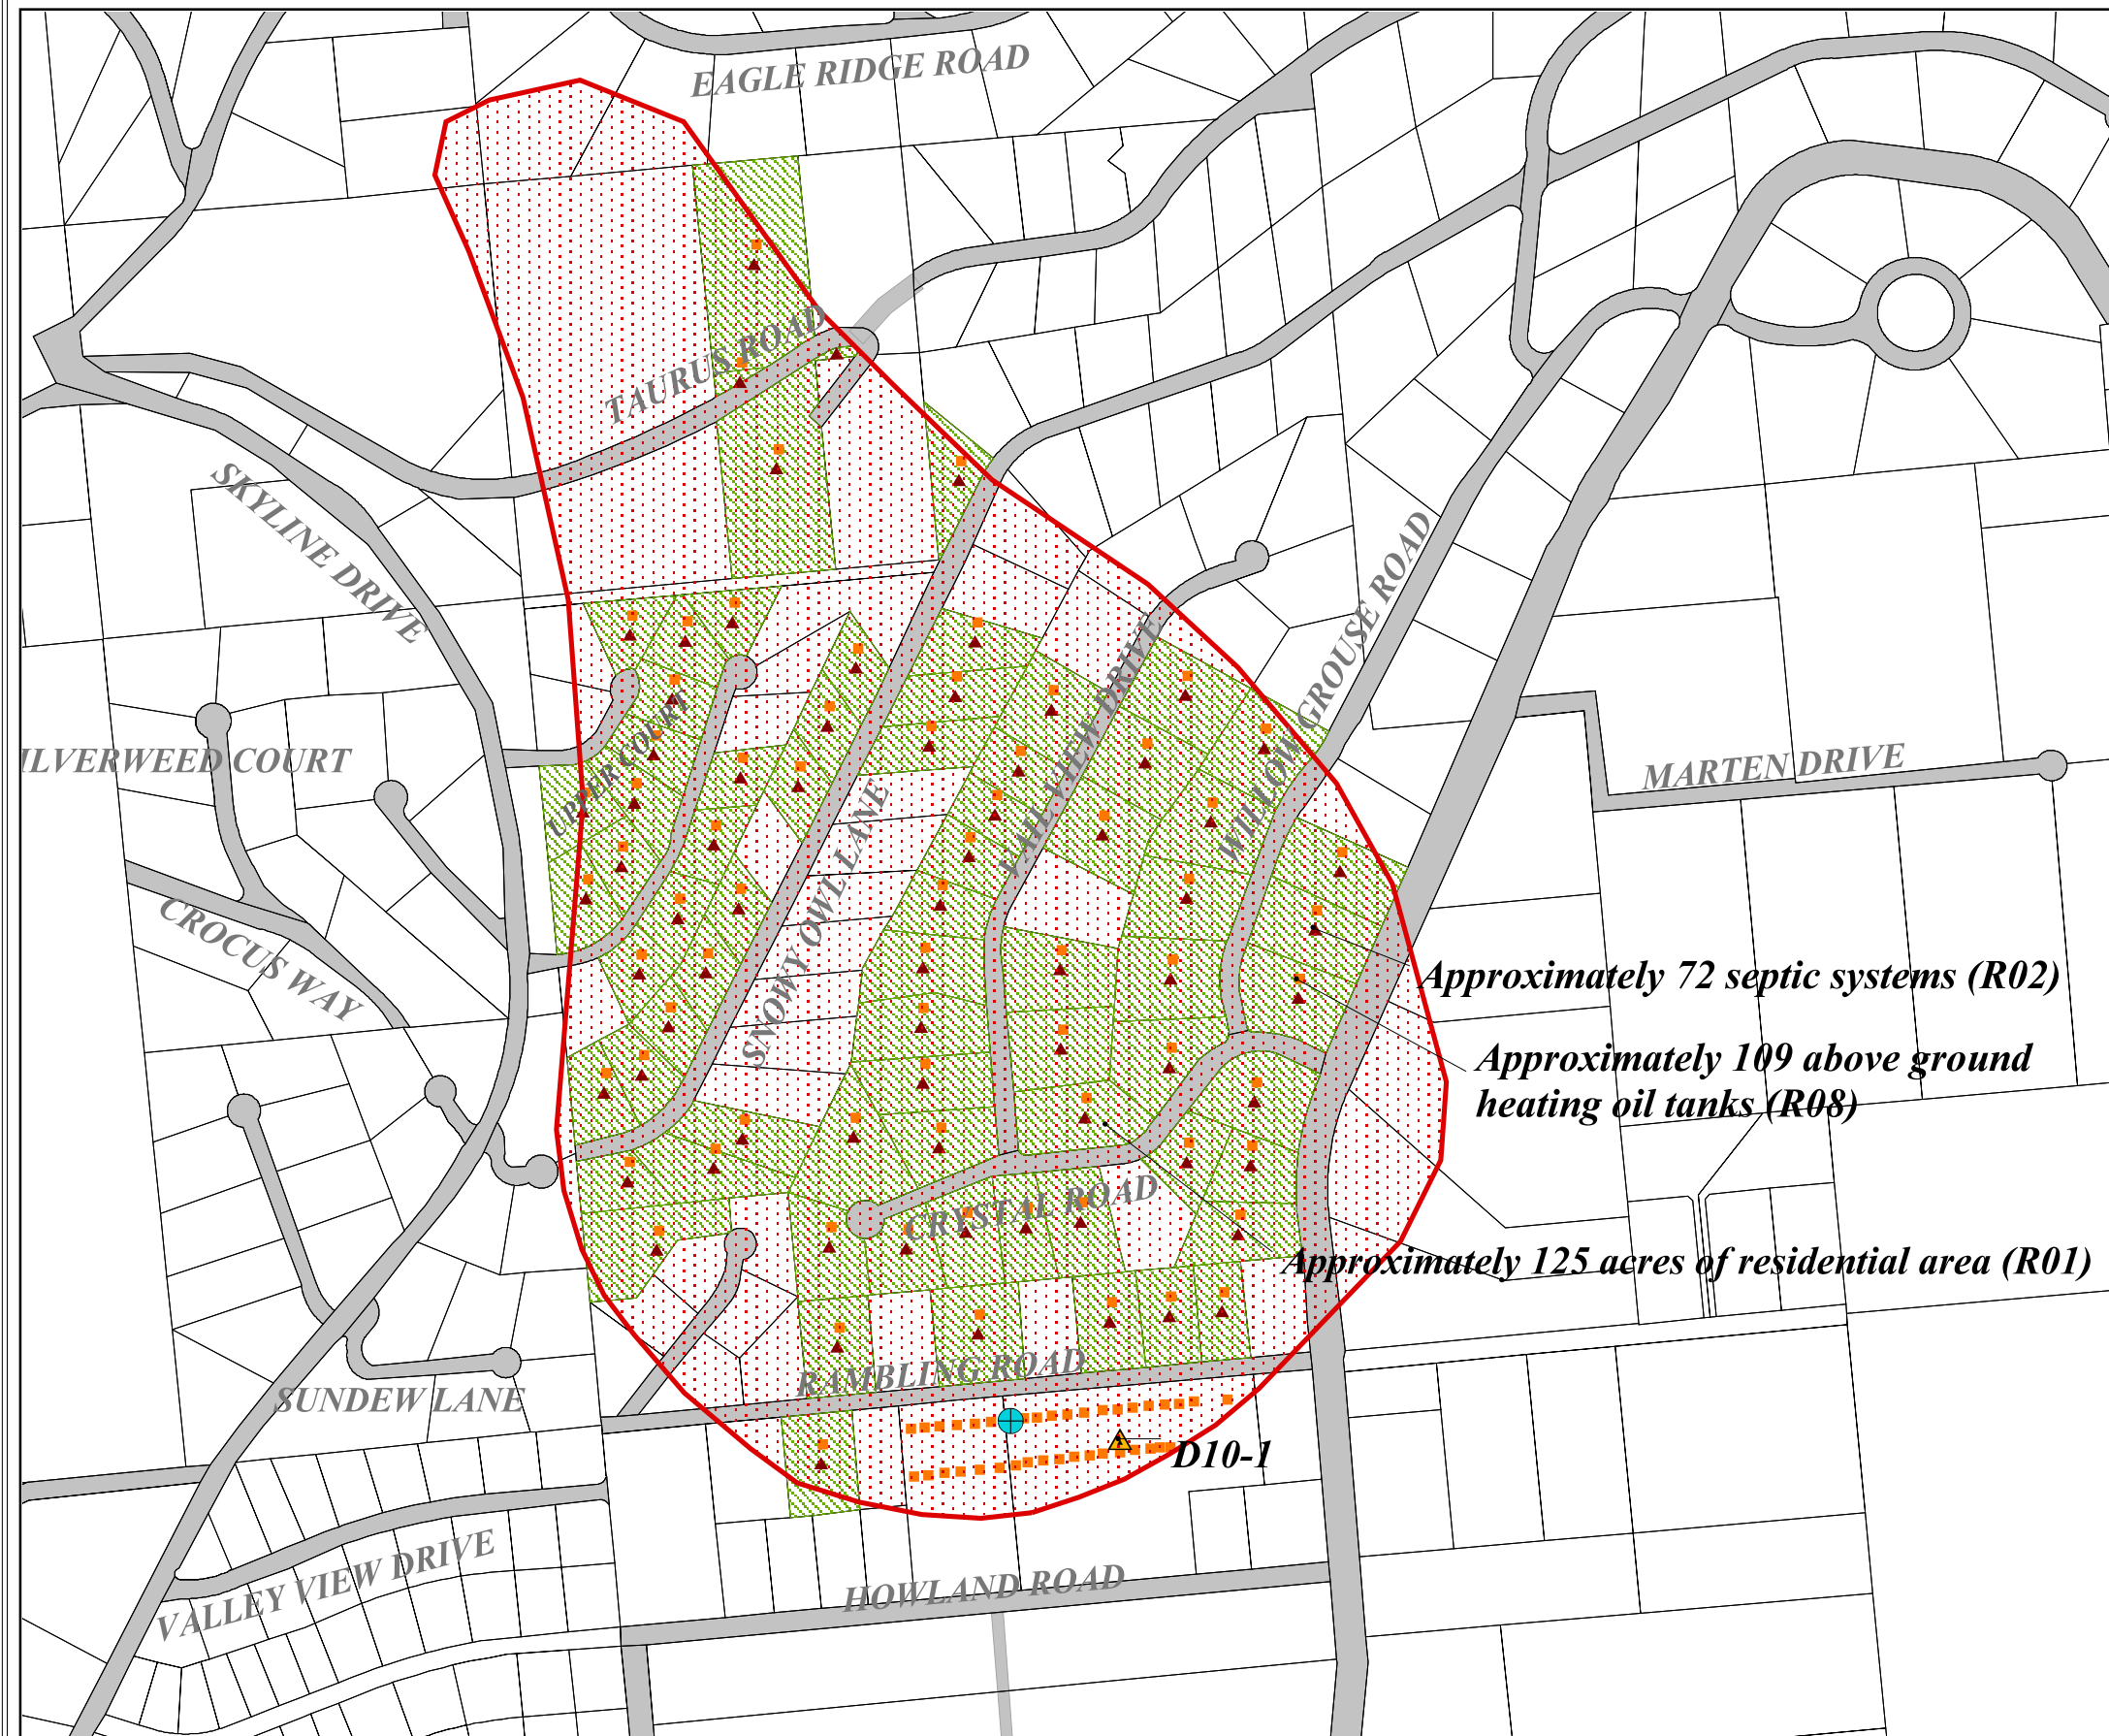 EAGLE RIDGE ROAD
TAURUS ROAD
SKYLINE DRIVE
WILLOW GROUSE ROAD
VAIL VIEW DRIVE
UPPER COURT
ILVERWEED COURT
MARTEN DRIVE
SNOWY OWL LANE
CROCUS WAY
Approximately 72 septic systems (R02)
Approximately 109 above ground
heating oil tanks (R08)
CRYSTAL ROAD
Approximately 125 acres of residential area (R01)
RAMBLING ROAD
SUNDEW LANE
D10-1
VALLEY VIEW DRIVE
HOWLAND ROAD